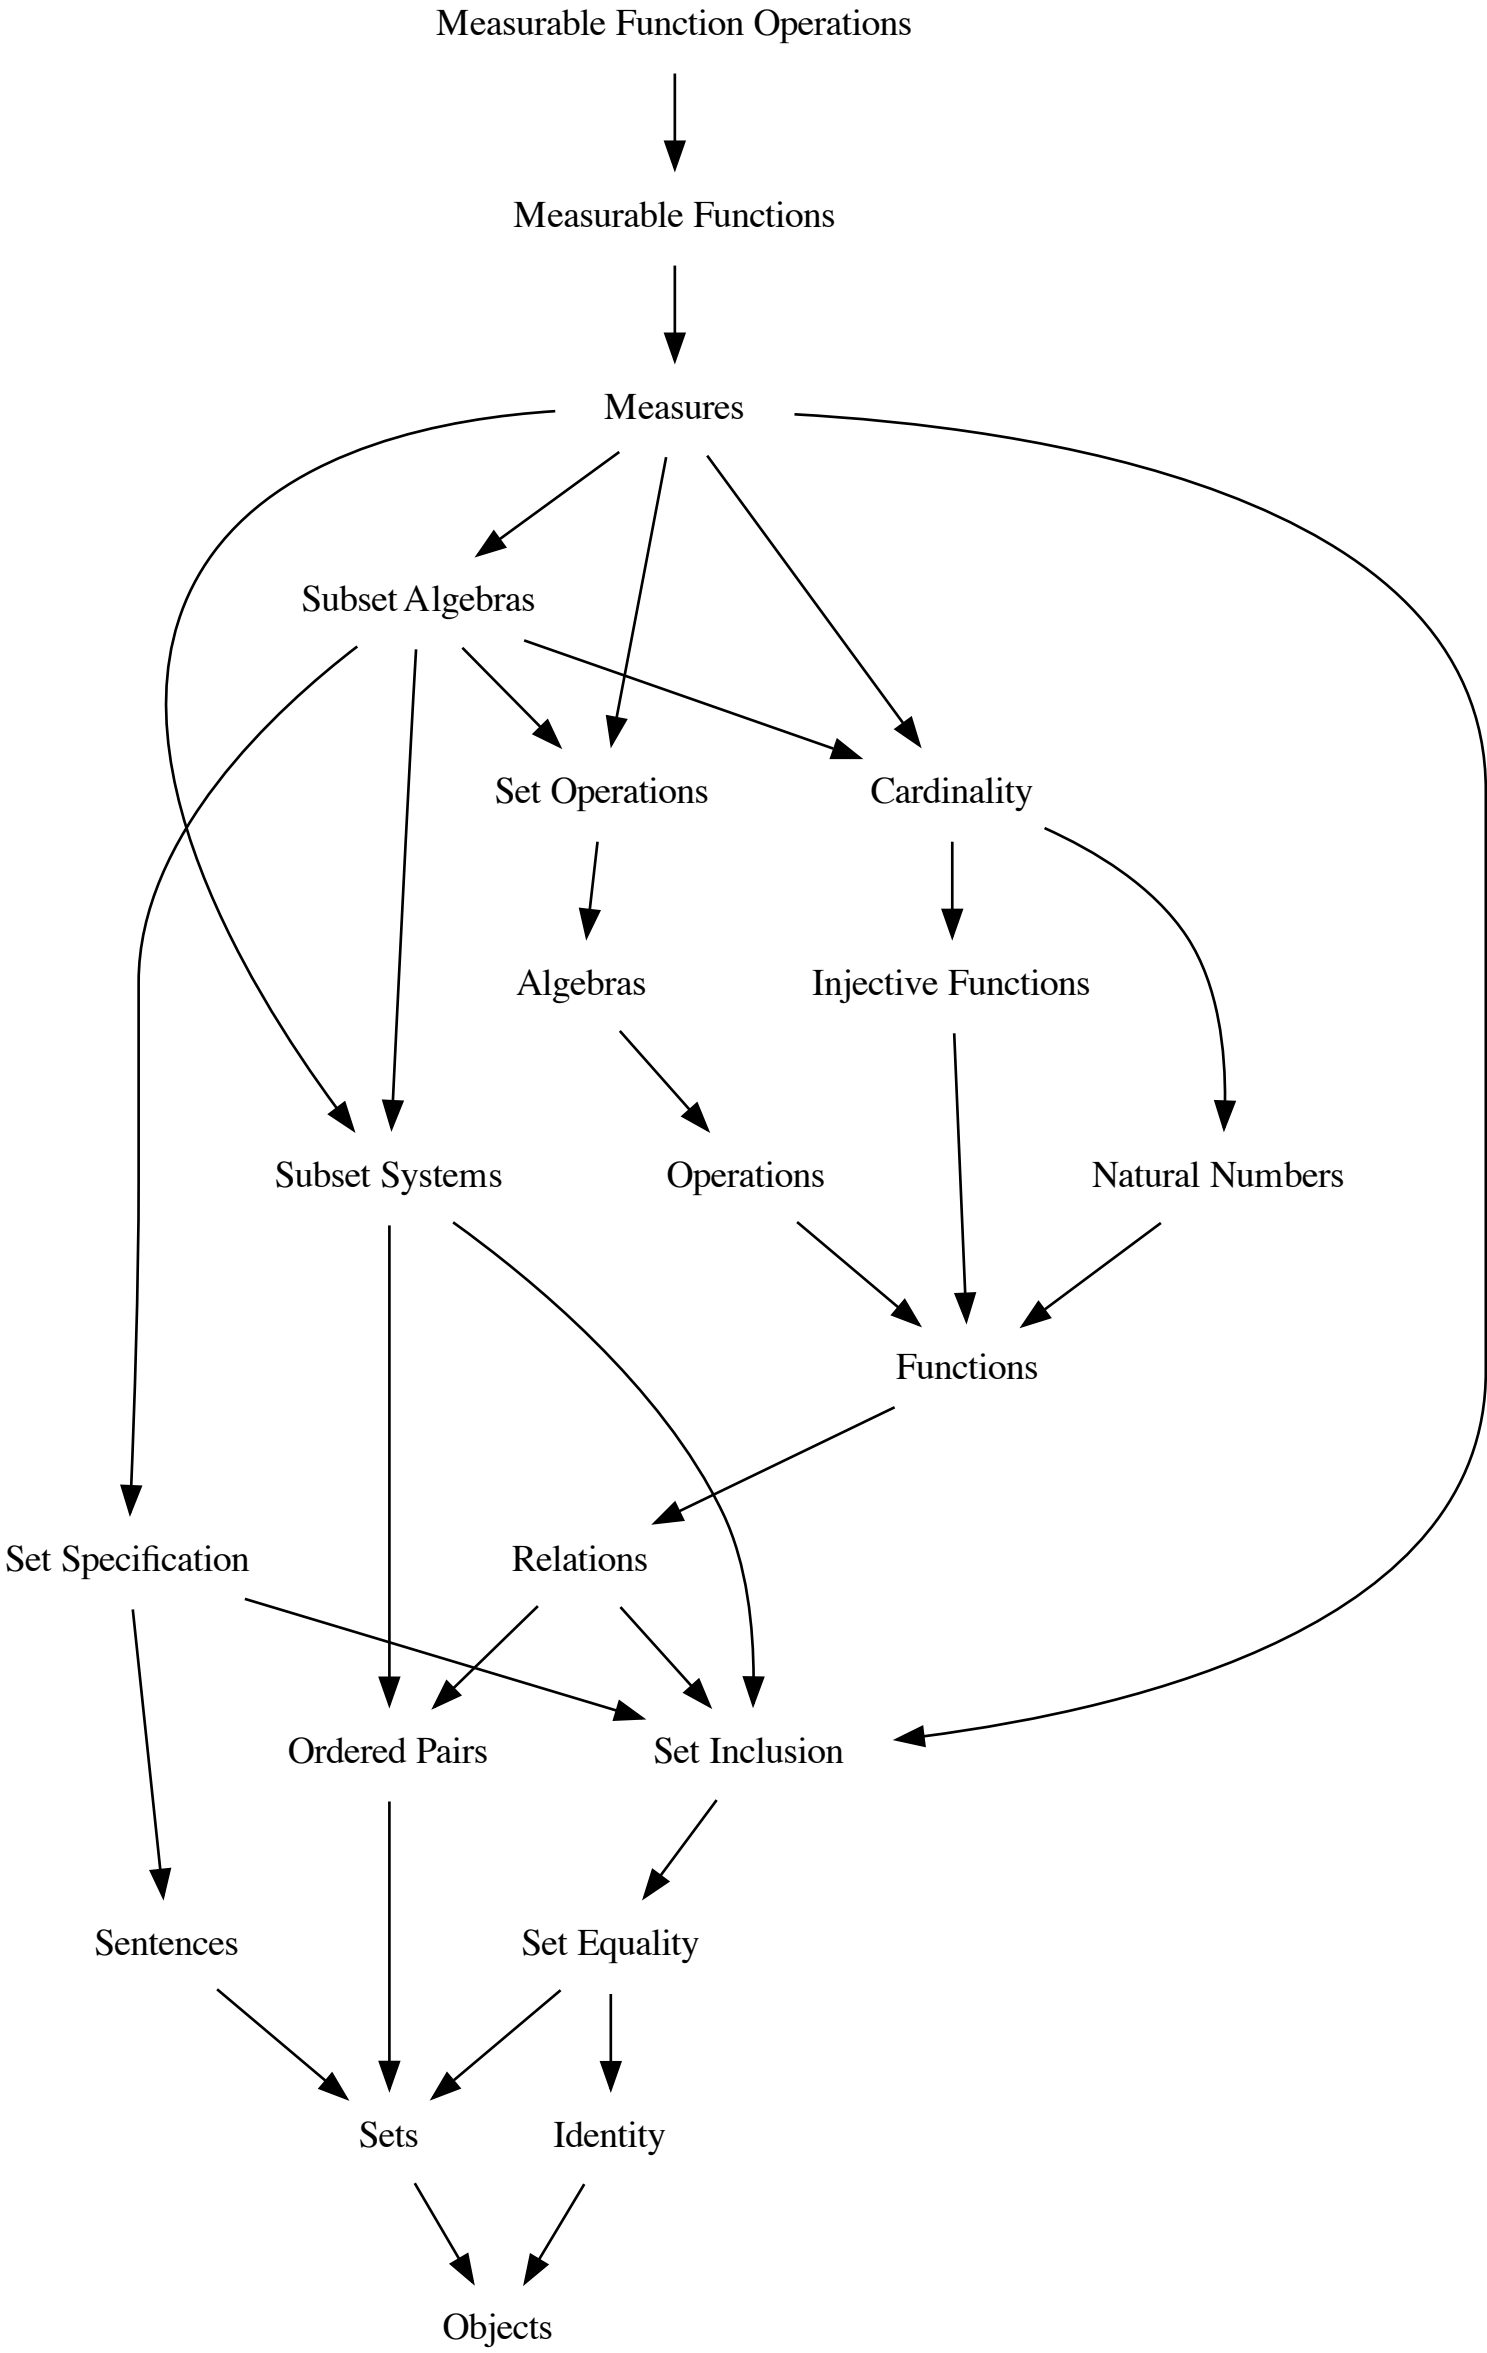 Measurable Function Operations
Measurable Functions
Measures
Subset Algebras
Set Operations
Cardinality
Algebras
Injective Functions
Subset Systems
Operations
Natural Numbers
Functions
Set Specification
Relations
Ordered Pairs
Set Inclusion
Sentences
Set Equality
Sets
Identity
Objects